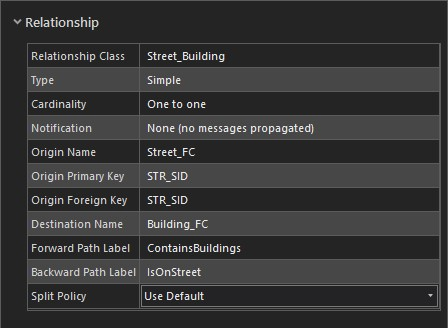 Relationship
Relationship Class Street_Building
Type Simple
Cardinality One to one
Notification None (no messages propagated)
Origin Name Street_FC
Origin Primary Key STR_SID
Origin Foreign Key STR_SID
Destination Name Building_FC
Forward Path Label ContainsBuildings
Backward Path Label IsOnStreet
Split Policy Use Default